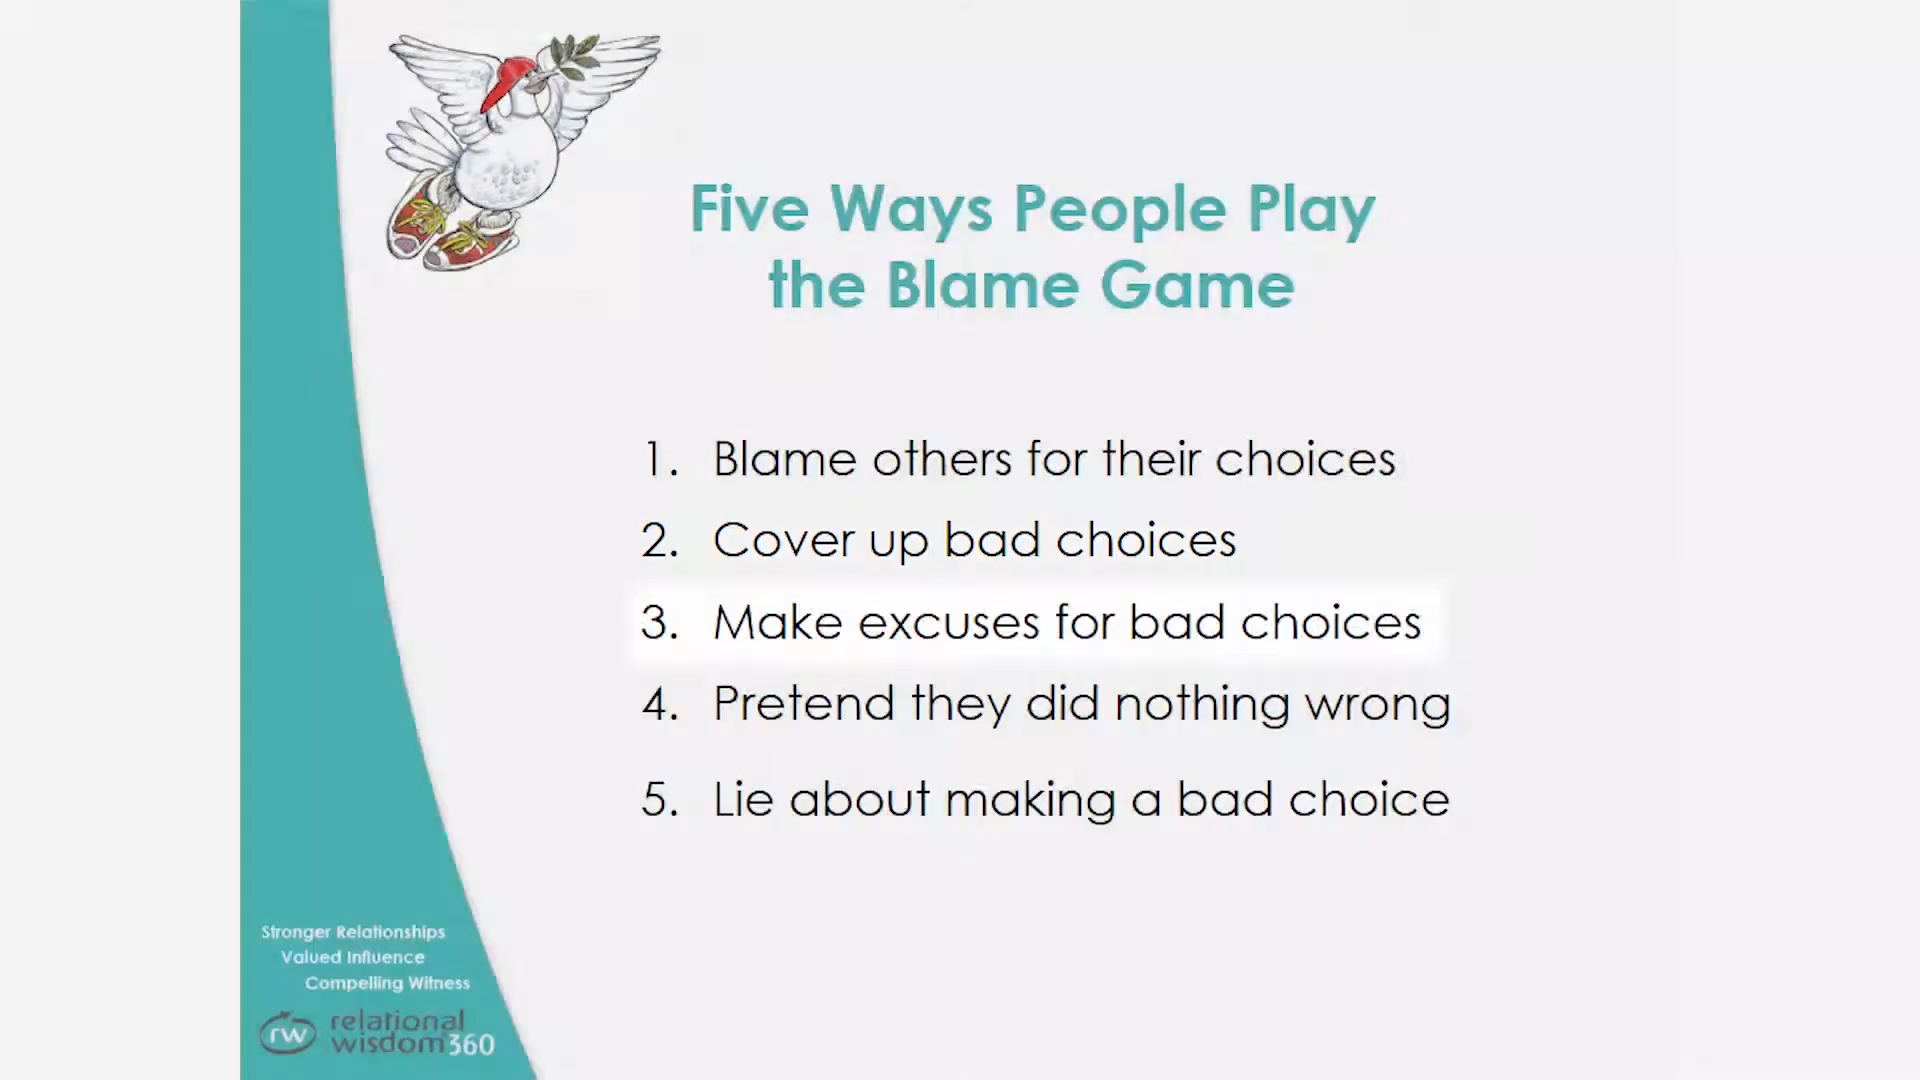 Five Ways People Play
the Blame Game
1. Blame others for their choices
2. Cover up bad choices
3. Make excuses for bad choices
4. Pretend they did nothing wrong
5. Lie about making a bad choice
Stronger Relationships
Valued Influence
Compelling Witness
rw
relational
wisdom360